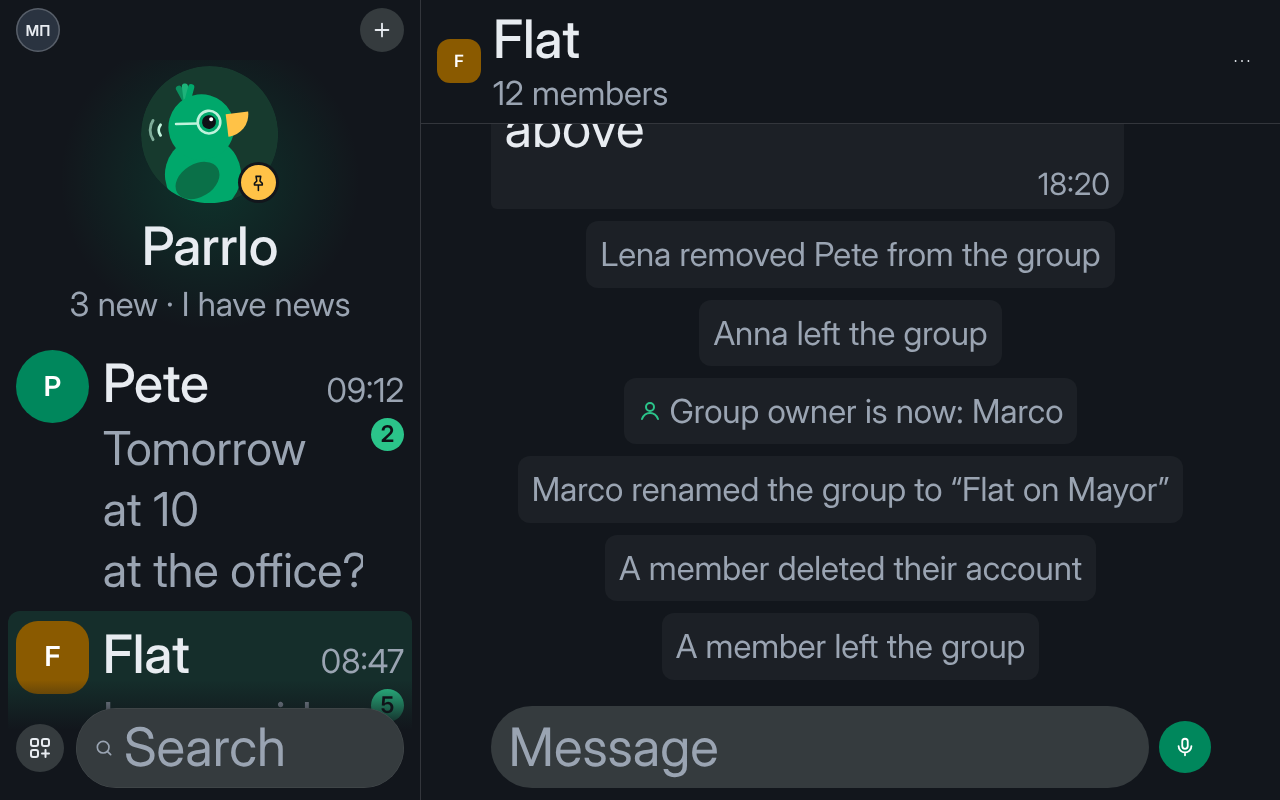 МП
Parrlo
3 new · I have news
P
Pete
09:12
Tomorrow
2
at 10
at the office?
F
Flat
08:47
5
Search
F
Flat
12 members
...
above
18:20
Lena removed Pete from the group
Anna left the group
Group owner is now: Marco
Marco renamed the group to “Flat on Mayor”
A member deleted their account
A member left the group
Message